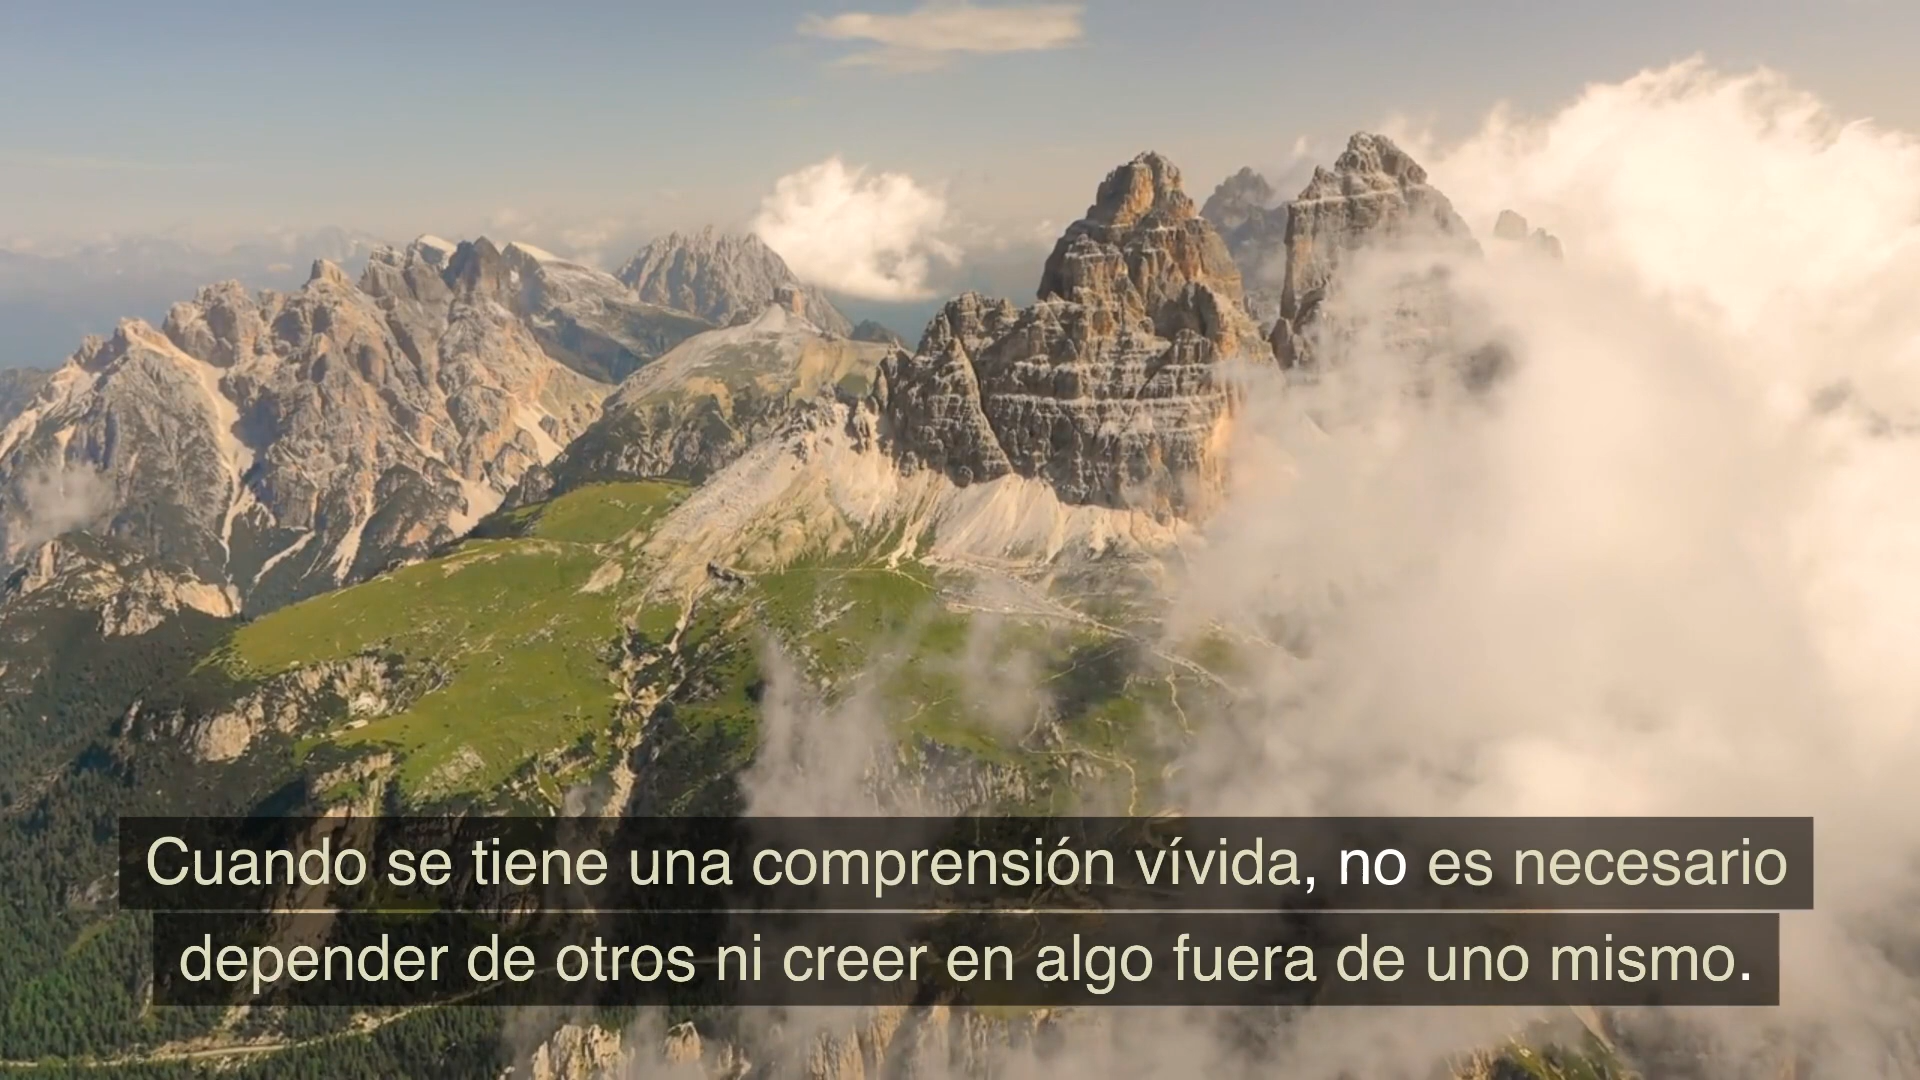 Cuando se tiene una comprensión vívida, no es necesario
depender de otros ni creer en algo fuera de uno mismo.